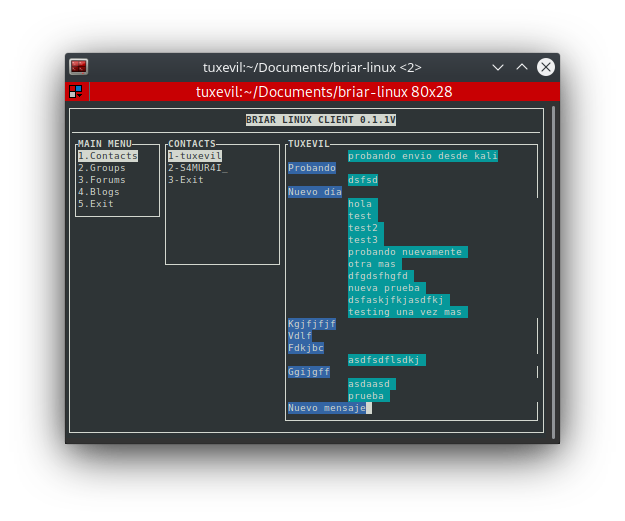 tuxevil:~/Documents/briar-linux <2>
tuxevil:~/Documents/briar-linux 80x28
BRIAR LINUX CLIENT 0.1.1V
MAIN MENU
1.Contacts
2.Groups
3.Forums
4.Blogs
5.Exit
CONTACTS
1-tuxevil
2-S4MUR4I_
3-Exit
TUXEVIL
probando envio desde kali
Probando
dsfsd
Nuevo día
hola
test
test2
test3
probando nuevamente
otra mas
dfgdsfhgfd
nueva prueba
dsfaskjfkjasdfkj
testing una vez mas
Kgjfjfjf
Vdlf
Fdkjbc
asdfsdflsdkj
Ggijgff
asdaasd
prueba
Nuevo mensaje